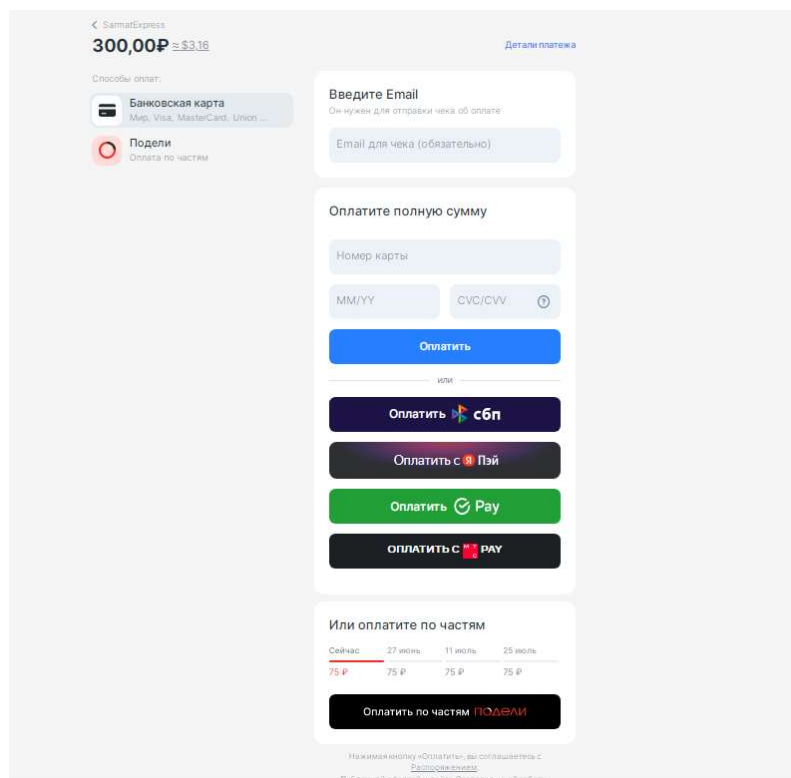 SarmatExpress
300,00₽ ≈ $3,16
Детали платежа
Способы оплат:
Банковская карта
Мир, Visa, MasterCard, Union ...
Подели
Оплата по частям
Введите Email
Он нужен для отправки чека об оплате
Email для чека (обязательно)
Оплатите полную сумму
Номер карты
MM/YY
CVC/CVV
Оплатить
или
Оплатить сбп
Оплатить с Я Пэй
Оплатить Pay
ОПЛАТИТЬ С МТС PAY
Или оплатите по частям
Сейчас 27 июнь 11 июль 25 июль
75 ₽ 75 ₽ 75 ₽ 75 ₽
Оплатить по частям ПОДЕЛИ
Нажимая кнопку «Оплатить», вы соглашаетесь с
Распоряжением.